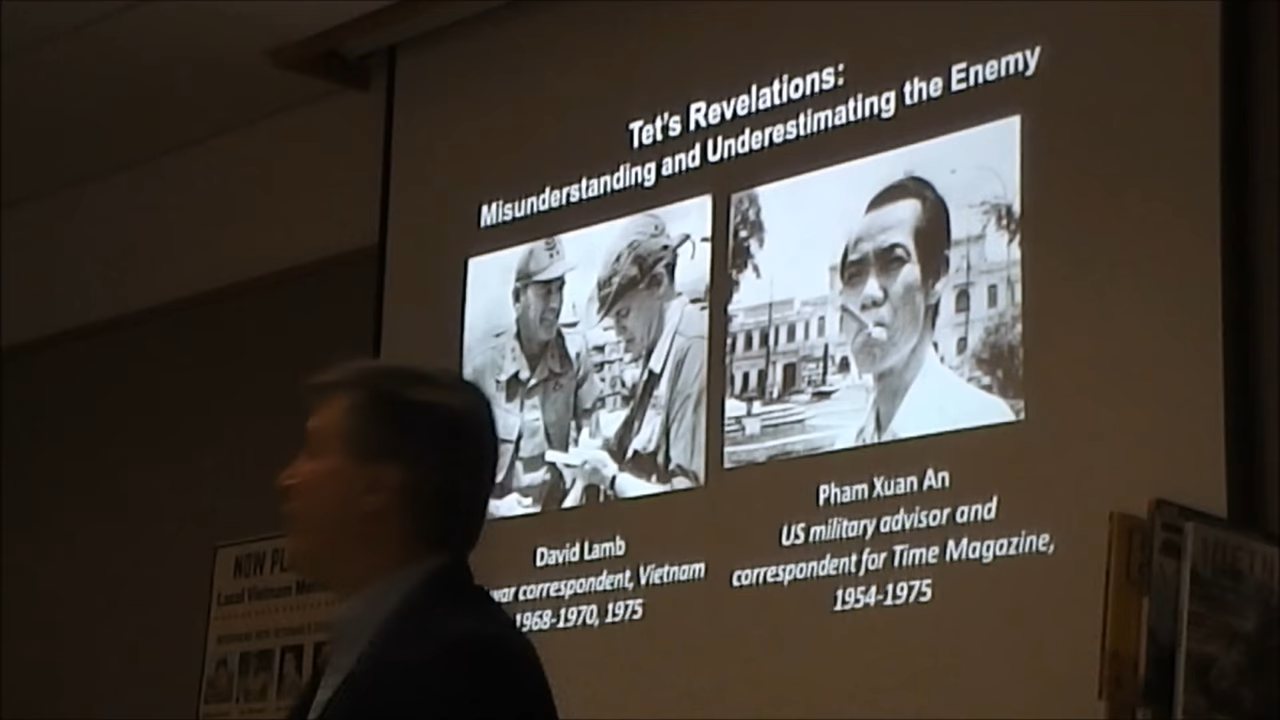 Tet's Revelations:
Misunderstanding and Underestimating the Enemy
David Lamb
war correspondent, Vietnam
1968-1970, 1975
Pham Xuan An
US military advisor and
correspondent for Time Magazine,
1954-1975
NOW
Local Vietnam